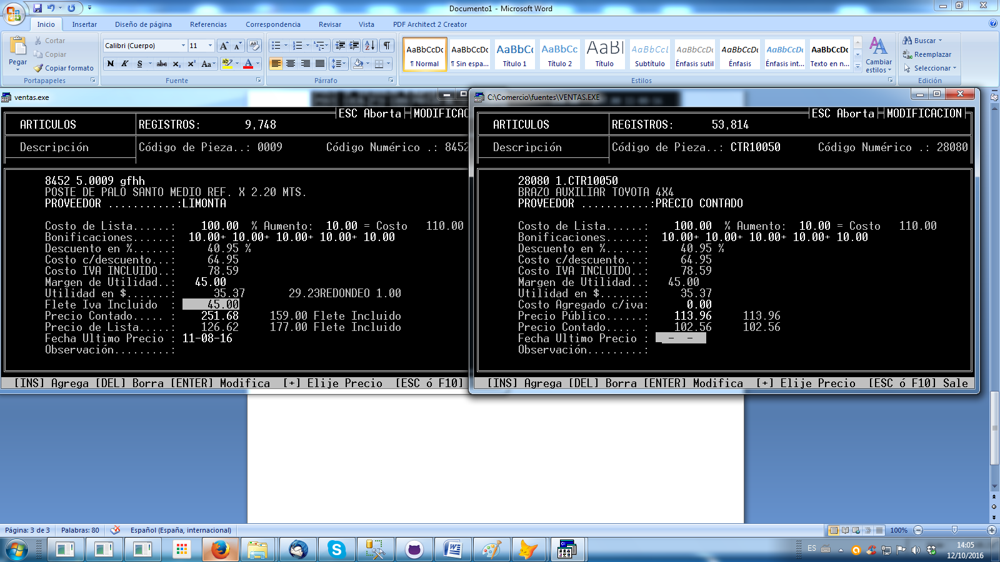 Documento1 - Microsoft Word
Inicio Insertar Diseño de página Referencias Correspondencia Revisar Vista PDF Architect 2 Creator
Pegar
Cortar
Copiar
Copiar formato
Portapapeles
Calibri (Cuerpo) 11
N K S abc x₂ x² Aa
Fuente
Párrafo
AaBbCcDc AaBbCcDc AaBbC AaBbCc AaB AaBbCcL AaBbCcDc AaBbCcDc AaBbCcDc AaBbCcDc
¶ Normal ¶ Sin espa... Título 1 Título 2 Título Subtítulo Énfasis sutil Énfasis Énfasis int... Texto en n...
Estilos
Cambiar estilos
Buscar
Reemplazar
Seleccionar
Edición
ventas.exe
ESC Aborta MODIFICAC
ARTICULOS REGISTROS: 9,748
Descripción Código de Pieza..: 0009 Código Numérico .: 8452
8452 5.0009 gfhh
POSTE DE PALO SANTO MEDIO REF. X 2.20 MTS.
PROVEEDOR ...........:LIMONTA
Costo de Lista......: 100.00 % Aumento: 10.00 = Costo 110.00
Bonificaciones......: 10.00+ 10.00+ 10.00+ 10.00+ 10.00
Descuento en %......: 40.95 %
Costo c/descuento...: 64.95
Costo IVA INCLUIDO..: 78.59
Margen de Utilidad..: 45.00
Utilidad en $.......: 35.37 29.23REDONDEO 1.00
Flete Iva Incluido : 45.00
Precio Contado..... : 251.68 159.00 Flete Incluido
Precio de Lista.....: 126.62 177.00 Flete Incluido
Fecha Ultimo Precio : 11-08-16
Observación.........:
[INS] Agrega [DEL] Borra [ENTER] Modifica [+] Elije Precio [ESC ó F10]
C:\Comercio\fuentes\VENTAS.EXE
ESC Aborta MODIFICACION
ARTICULOS REGISTROS: 53,814
Descripción Código de Pieza..: CTR10050 Código Numérico .: 28080
28080 1.CTR10050
BRAZO AUXILIAR TOYOTA 4X4
PROVEEDOR ...........:PRECIO CONTADO
Costo de Lista......: 100.00 % Aumento: 10.00 = Costo 110.00
Bonificaciones......: 10.00+ 10.00+ 10.00+ 10.00+ 10.00
Descuento en %......: 40.95 %
Costo c/descuento...: 64.95
Costo IVA INCLUIDO..: 78.59
Margen de Utilidad..: 45.00
Utilidad en $.......: 35.37
Costo Agregado c/iva: 0.00
Precio Público......: 113.96 113.96
Precio Contado..... : 102.56 102.56
Fecha Ultimo Precio : - -
Observación.........:
[INS] Agrega [DEL] Borra [ENTER] Modifica [+] Elije Precio [ESC ó F10] Sale
Página: 3 de 3 Palabras: 80 Español (España, internacional) 100%
ES 14:05
12/10/2016